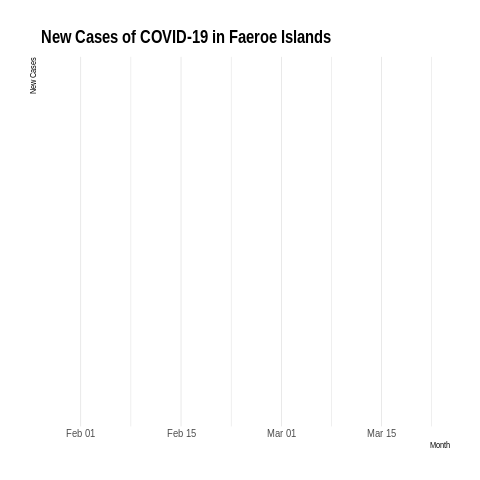 New Cases of COVID-19 in Faeroe Islands
New Cases
Feb 01
Feb 15
Mar 01
Mar 15
Month